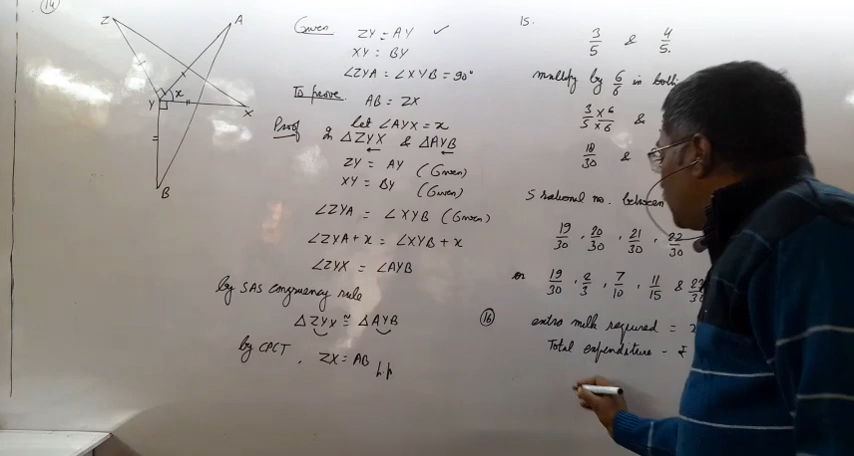 14
Z
A
Y
x
X
B
Given ZY = AY ✓
XY = BY
∠ZYA = ∠XYB = 90°
To prove. AB = ZX
Proof let ∠AYX = x
In ΔZYX & ΔAYB
ZY = AY (Given)
XY = BY (Given)
∠ZYA = ∠XYB (Given)
∠ZYA + x = ∠XYB + x
∠ZYX = ∠AYB
by SAS congruency rule
ΔZYX ≅ ΔAYB
by CPCT, ZX = AB
h.p
15.
3/5 & 4/5.
multiply by 6/6 in both
3/5 × 6/× 6 &
18/30 &
5 rational no. between
19/30, 20/30, 21/30, 22/30
or 19/30, 2/3, 7/10, 11/15 &
16 extra milk required =
Total expenditure - ₹